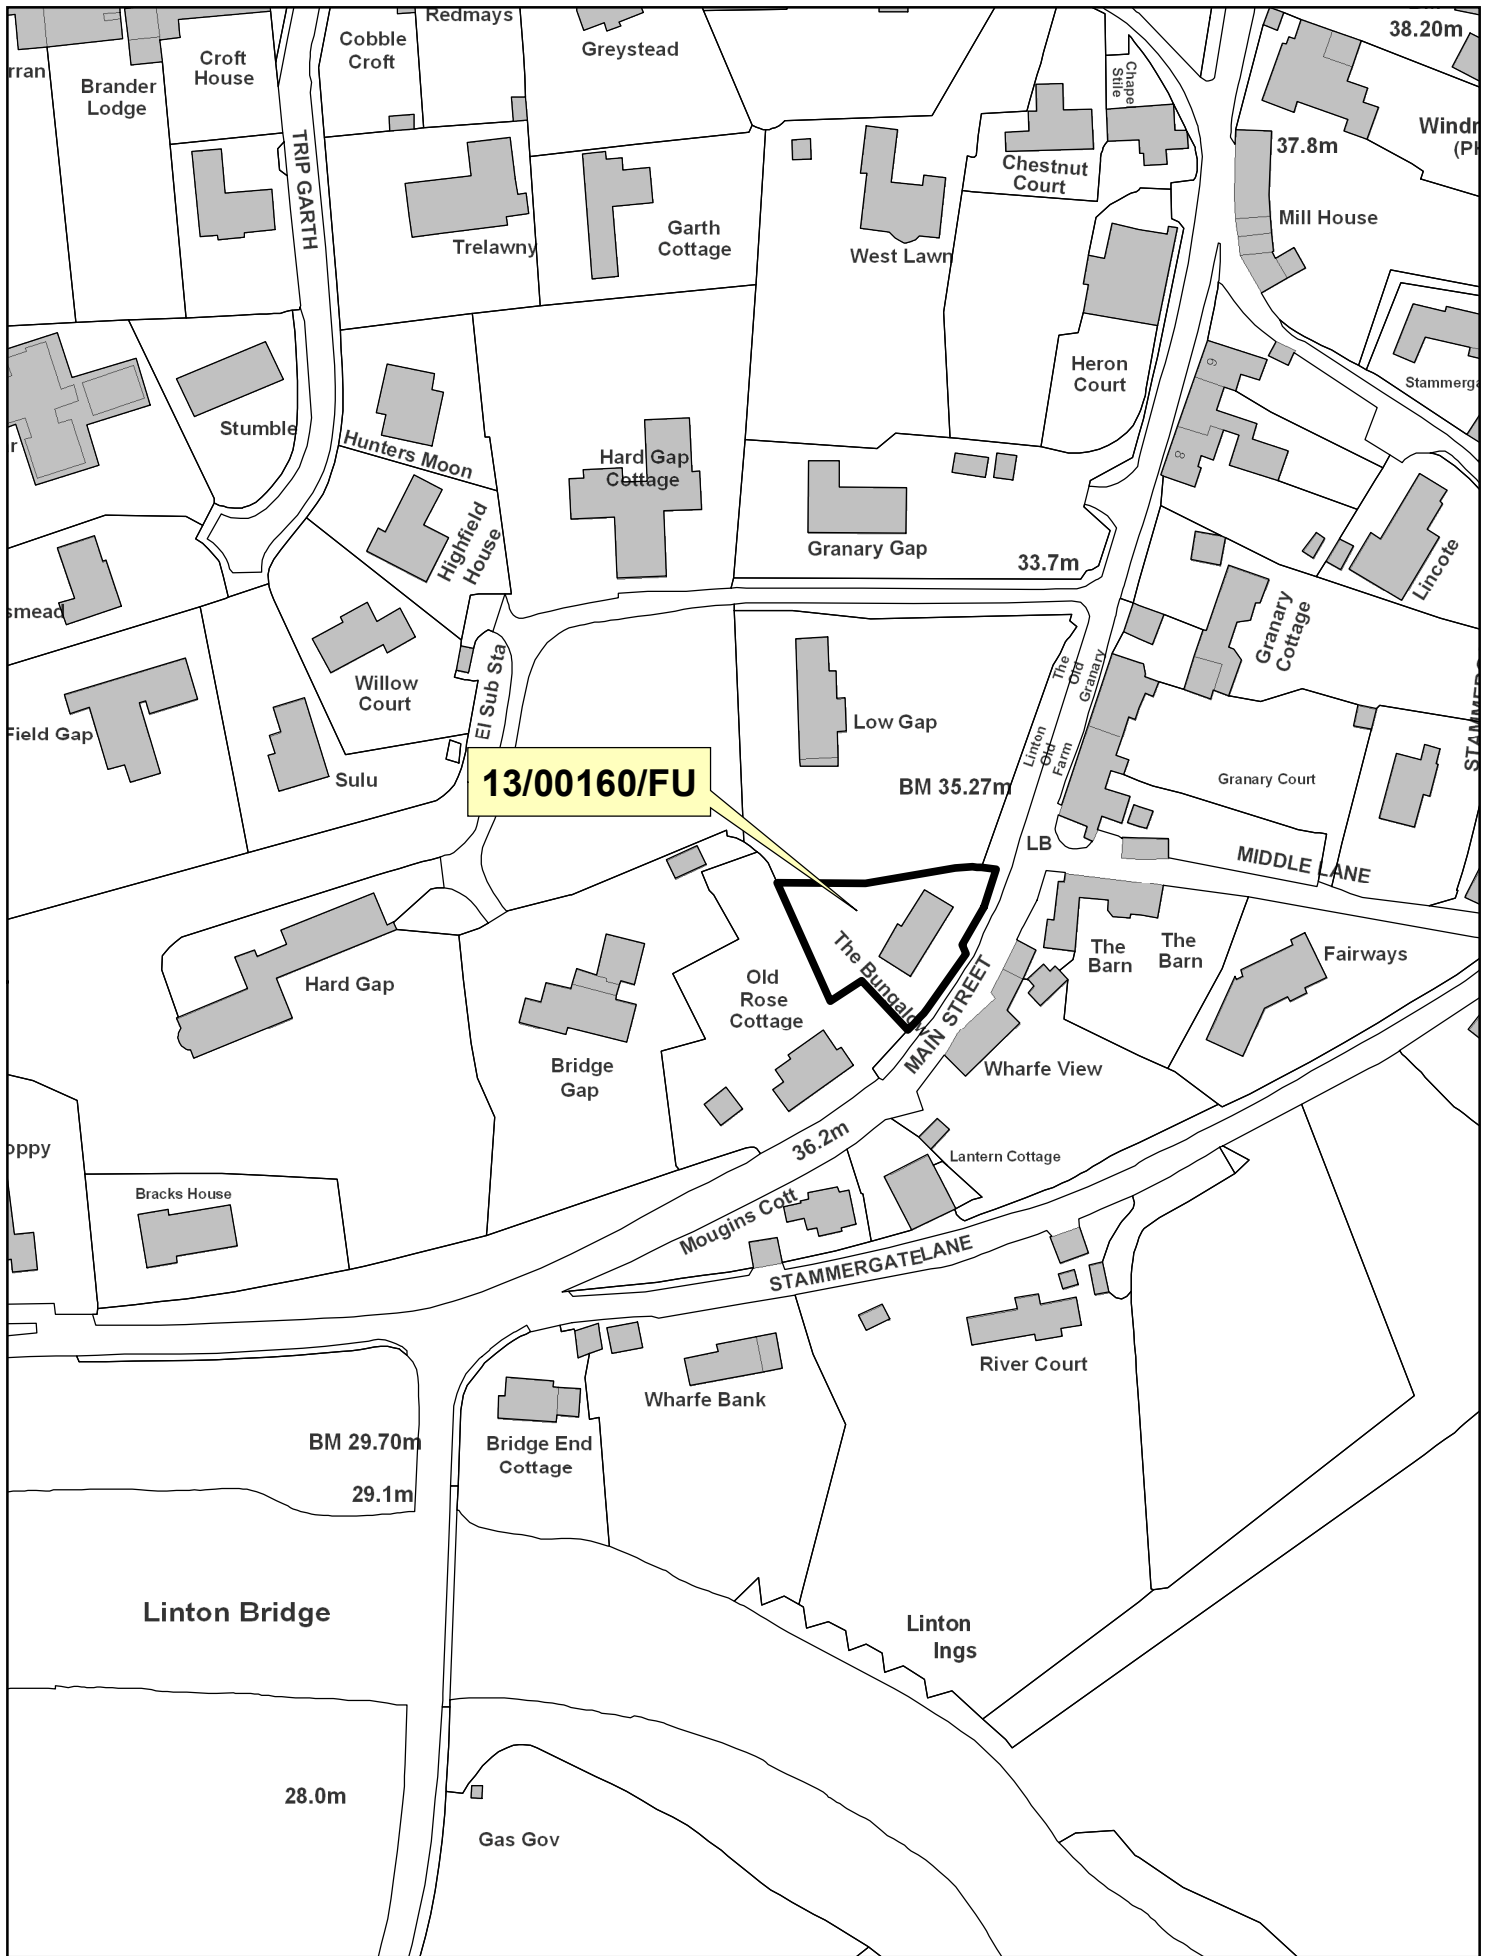 Redmays
38.20m
Cobble
Croft
Greystead
Croft
House
Brander
Lodge
Chapel
Stile
37.8m
TRIP GARTH
Chestnut
Court
Mill House
Garth
Cottage
Trelawny
West Lawn
Heron
Court
9
Stumble
Hunters Moon
Hard Gap
Cottage
8
Highfield
House
Granary Gap
33.7m
Lincote
Granary
Cottage
Willow
Court
El Sub Sta
The
Old
Granary
Field Gap
Low Gap
Linton
Old
Farm
Sulu
13/00160/FU
BM 35.27m
Granary Court
LB
MIDDLE LANE
The Bungalow
The
Barn
The
Barn
Fairways
Hard Gap
Old
Rose
Cottage
MAIN STREET
Bridge
Gap
Wharfe View
36.2m
Lantern Cottage
Bracks House
Mougins Cott
STAMMERGATE LANE
River Court
Wharfe Bank
BM 29.70m
Bridge End
Cottage
29.1m
Linton Bridge
Linton
Ings
28.0m
Gas Gov